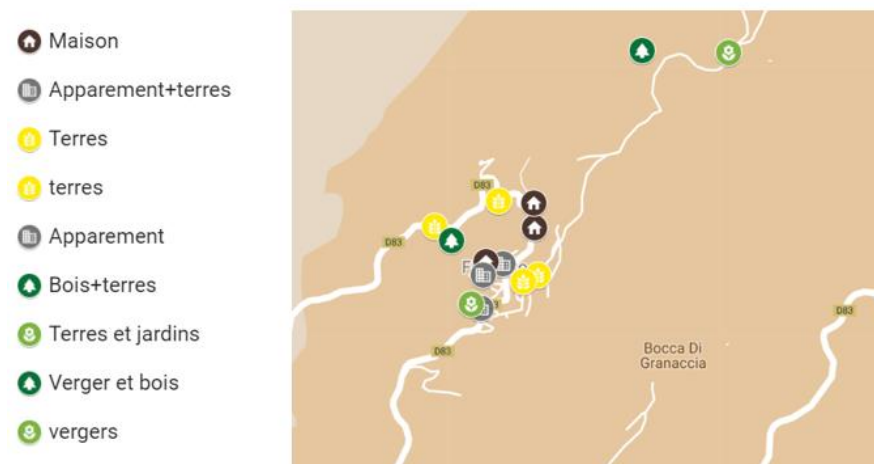 Maison
Apparement+terres
Terres
terres
Apparement
Bois+terres
Terres et jardins
Verger et bois
vergers
D83
D83
D83
D83
Bocca Di
Granaccia